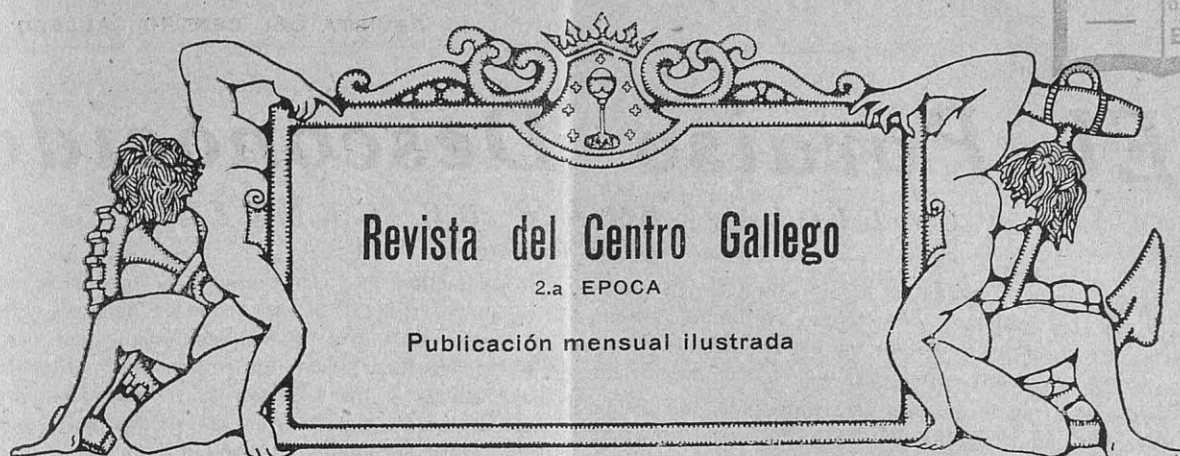 Revista del Centro Gallego
2.a EPOCA
Publicación mensual ilustrada